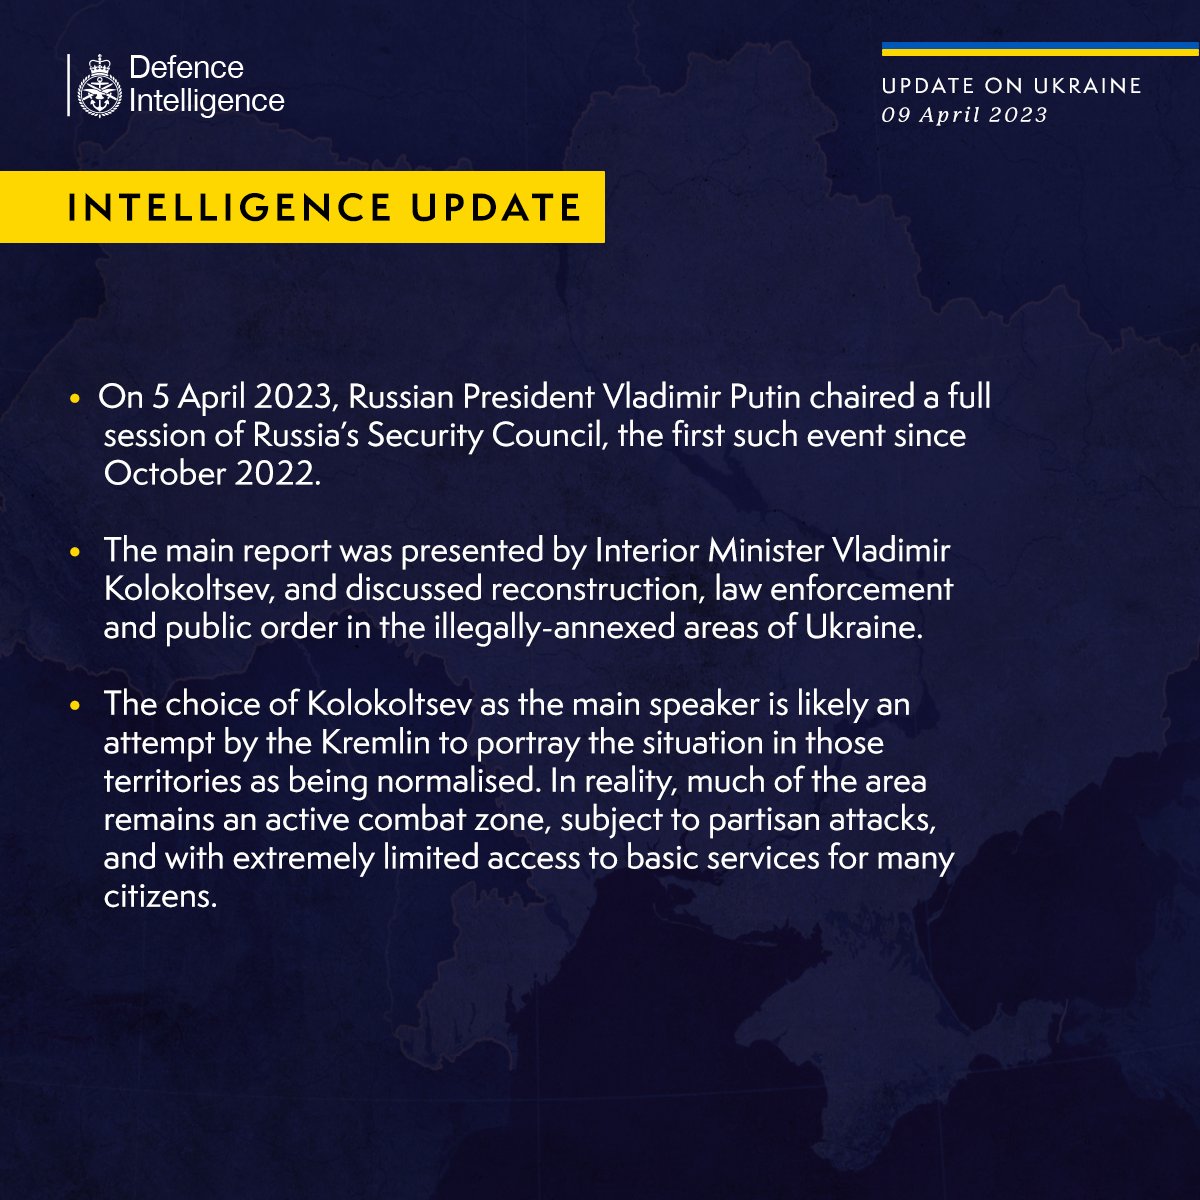 Defence
Intelligence
UPDATE ON UKRAINE
09 April 2023
INTELLIGENCE UPDATE
• On 5 April 2023, Russian President Vladimir Putin chaired a full
session of Russia’s Security Council, the first such event since
October 2022.
• The main report was presented by Interior Minister Vladimir
Kolokoltsev, and discussed reconstruction, law enforcement
and public order in the illegally-annexed areas of Ukraine.
• The choice of Kolokoltsev as the main speaker is likely an
attempt by the Kremlin to portray the situation in those
territories as being normalised. In reality, much of the area
remains an active combat zone, subject to partisan attacks,
and with extremely limited access to basic services for many
citizens.